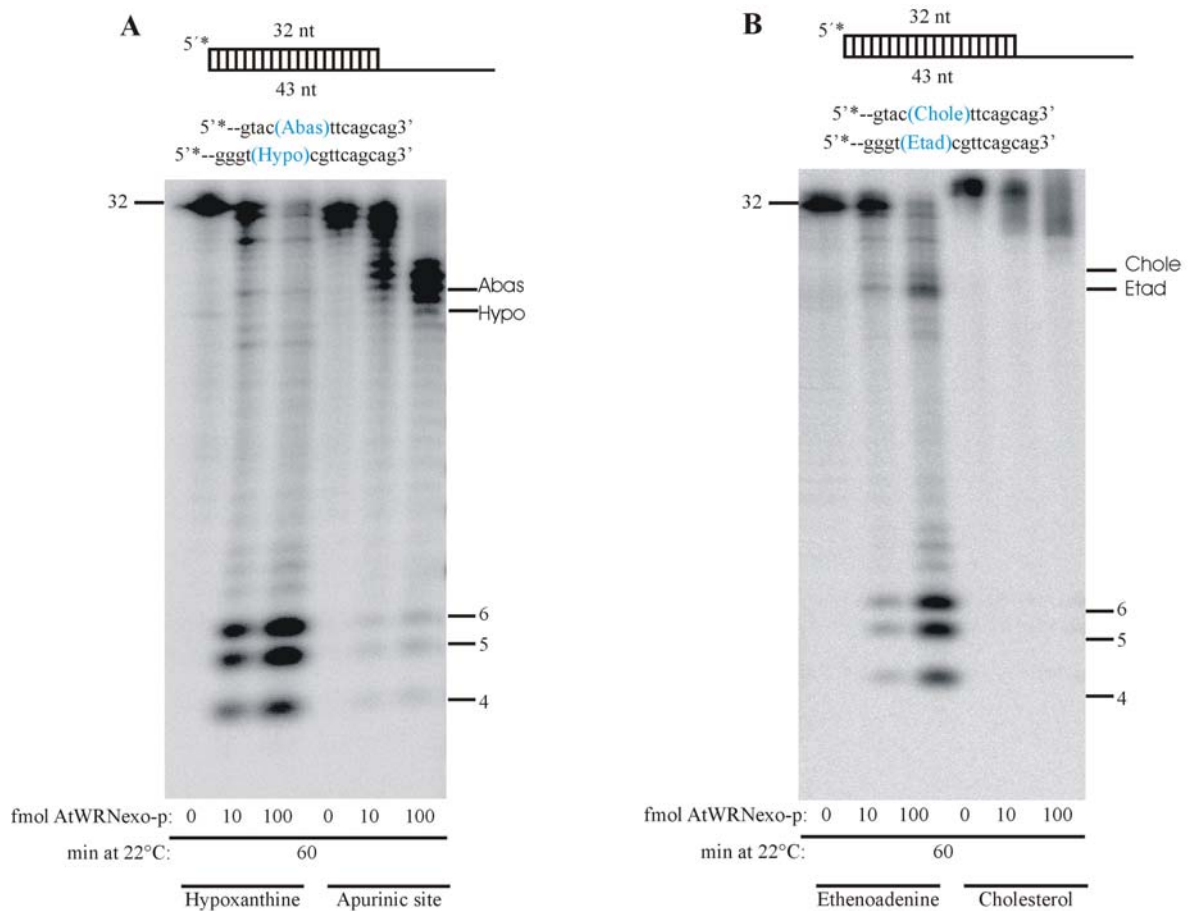 A
32 nt
5´*
43 nt
5’*--gtac(Abas)ttcagcag3’
5’*--gggt(Hypo)cgttcagcag3’
32
Abas
Hypo
6
5
4
fmol AtWRNexo-p: 0 10 100 0 10 100
min at 22°C: 60
Hypoxanthine Apurinic site
B
32 nt
5´*
43 nt
5’*--gtac(Chole)ttcagcag3’
5’*--gggt(Etad)cgttcagcag3’
32
Chole
Etad
6
5
4
fmol AtWRNexo-p: 0 10 100 0 10 100
min at 22°C: 60
Ethenoadenine Cholesterol